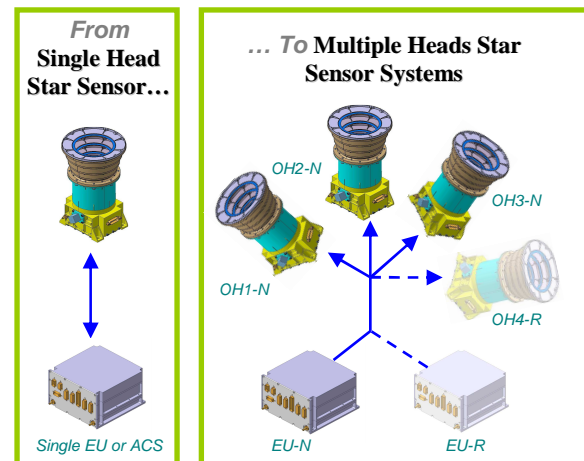 From
Single Head
Star Sensor…
Single EU or ACS
… To Multiple Heads Star
Sensor Systems
OH2-N
OH3-N
OH1-N
OH4-R
EU-N
EU-R